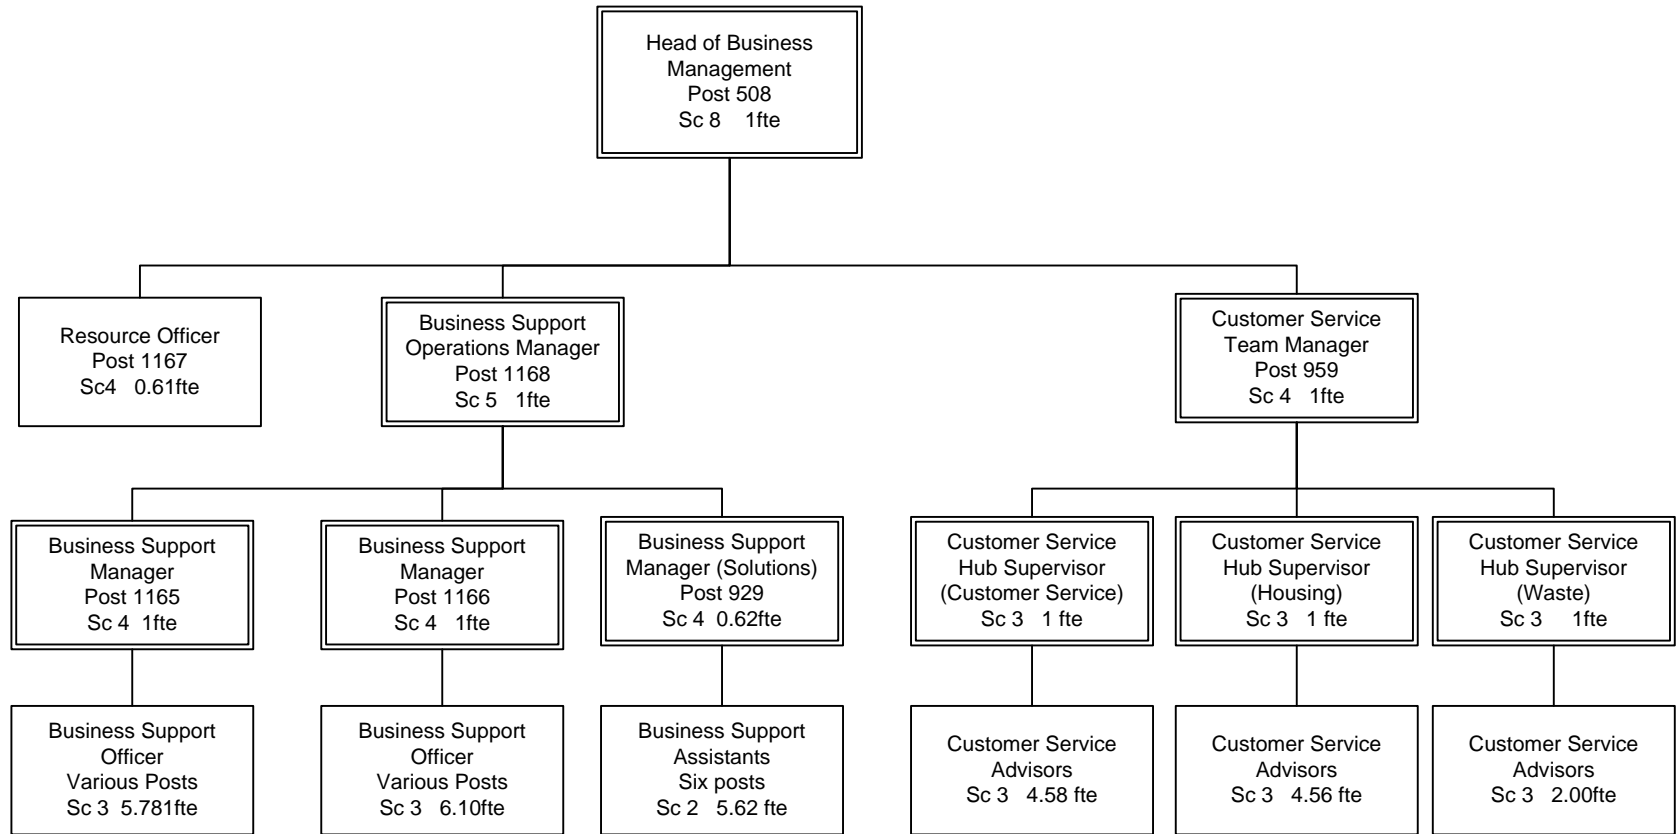 Head of Business
Management
Post 508
Sc 8    1fte
Resource Officer
Post 1167
Sc4   0.61fte
Business Support
Operations Manager
Post 1168
Sc 5   1fte
Customer Service
Team Manager
Post 959
Sc 4   1fte
Business Support
Manager
Post 1165
Sc 4  1fte
Business Support
Manager
Post 1166
Sc 4   1fte
Business Support
Manager (Solutions)
Post 929
Sc 4  0.62fte
Customer Service
Hub Supervisor
(Customer Service)
Sc 3   1 fte
Customer Service
Hub Supervisor
(Housing)
Sc 3   1 fte
Customer Service
Hub Supervisor
(Waste)
Sc 3     1fte
Business Support
Officer
Various Posts
Sc 3  5.781fte
Business Support
Officer
Various Posts
Sc 3   6.10fte
Business Support
Assistants
Six posts
Sc 2   5.62 fte
Customer Service
Advisors
Sc 3   4.58 fte
Customer Service
Advisors
Sc 3   4.56 fte
Customer Service
Advisors
Sc 3   2.00fte